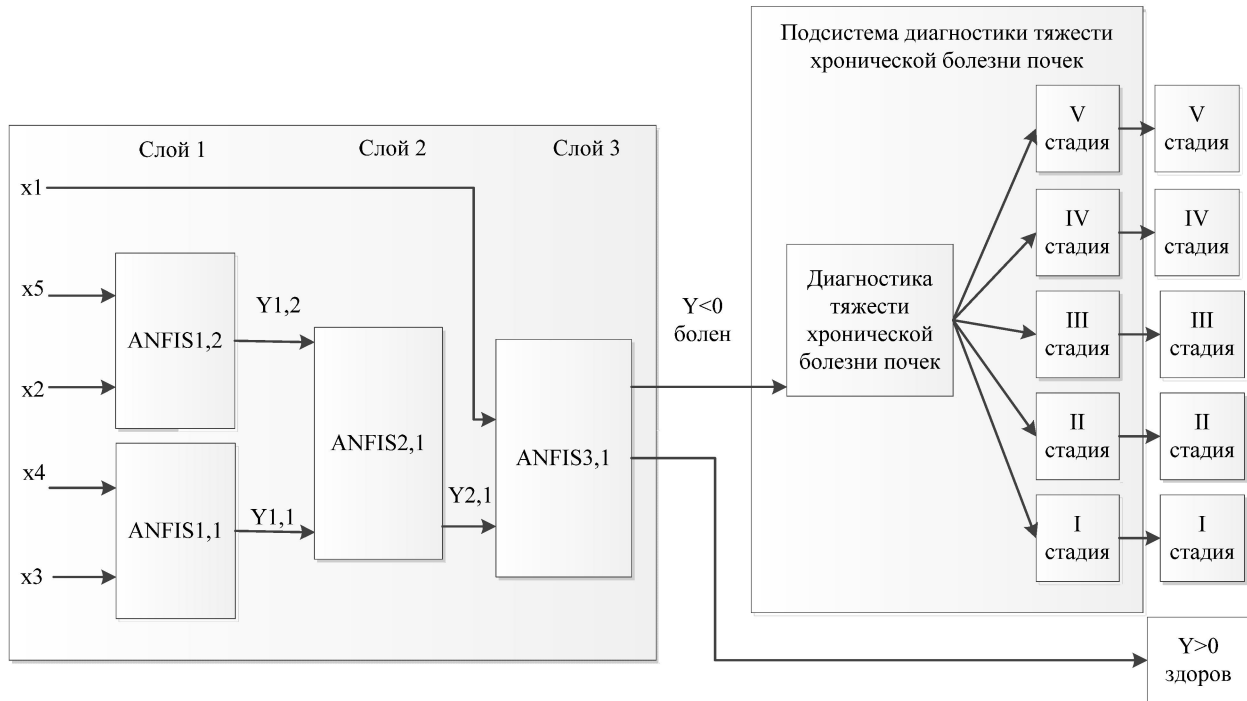 Подсистема диагностики тяжести
хронической болезни почек
Слой 1
Слой 2
Слой 3
x1
x5
x2
x4
x3
ANFIS1,2
ANFIS1,1
Y1,2
Y1,1
ANFIS2,1
Y2,1
ANFIS3,1
Y<0
болен
Диагностика
тяжести
хронической
болезни почек
V
стадия
V
стадия
IV
стадия
IV
стадия
III
стадия
III
стадия
II
стадия
II
стадия
I
стадия
I
стадия
Y>0
здоров